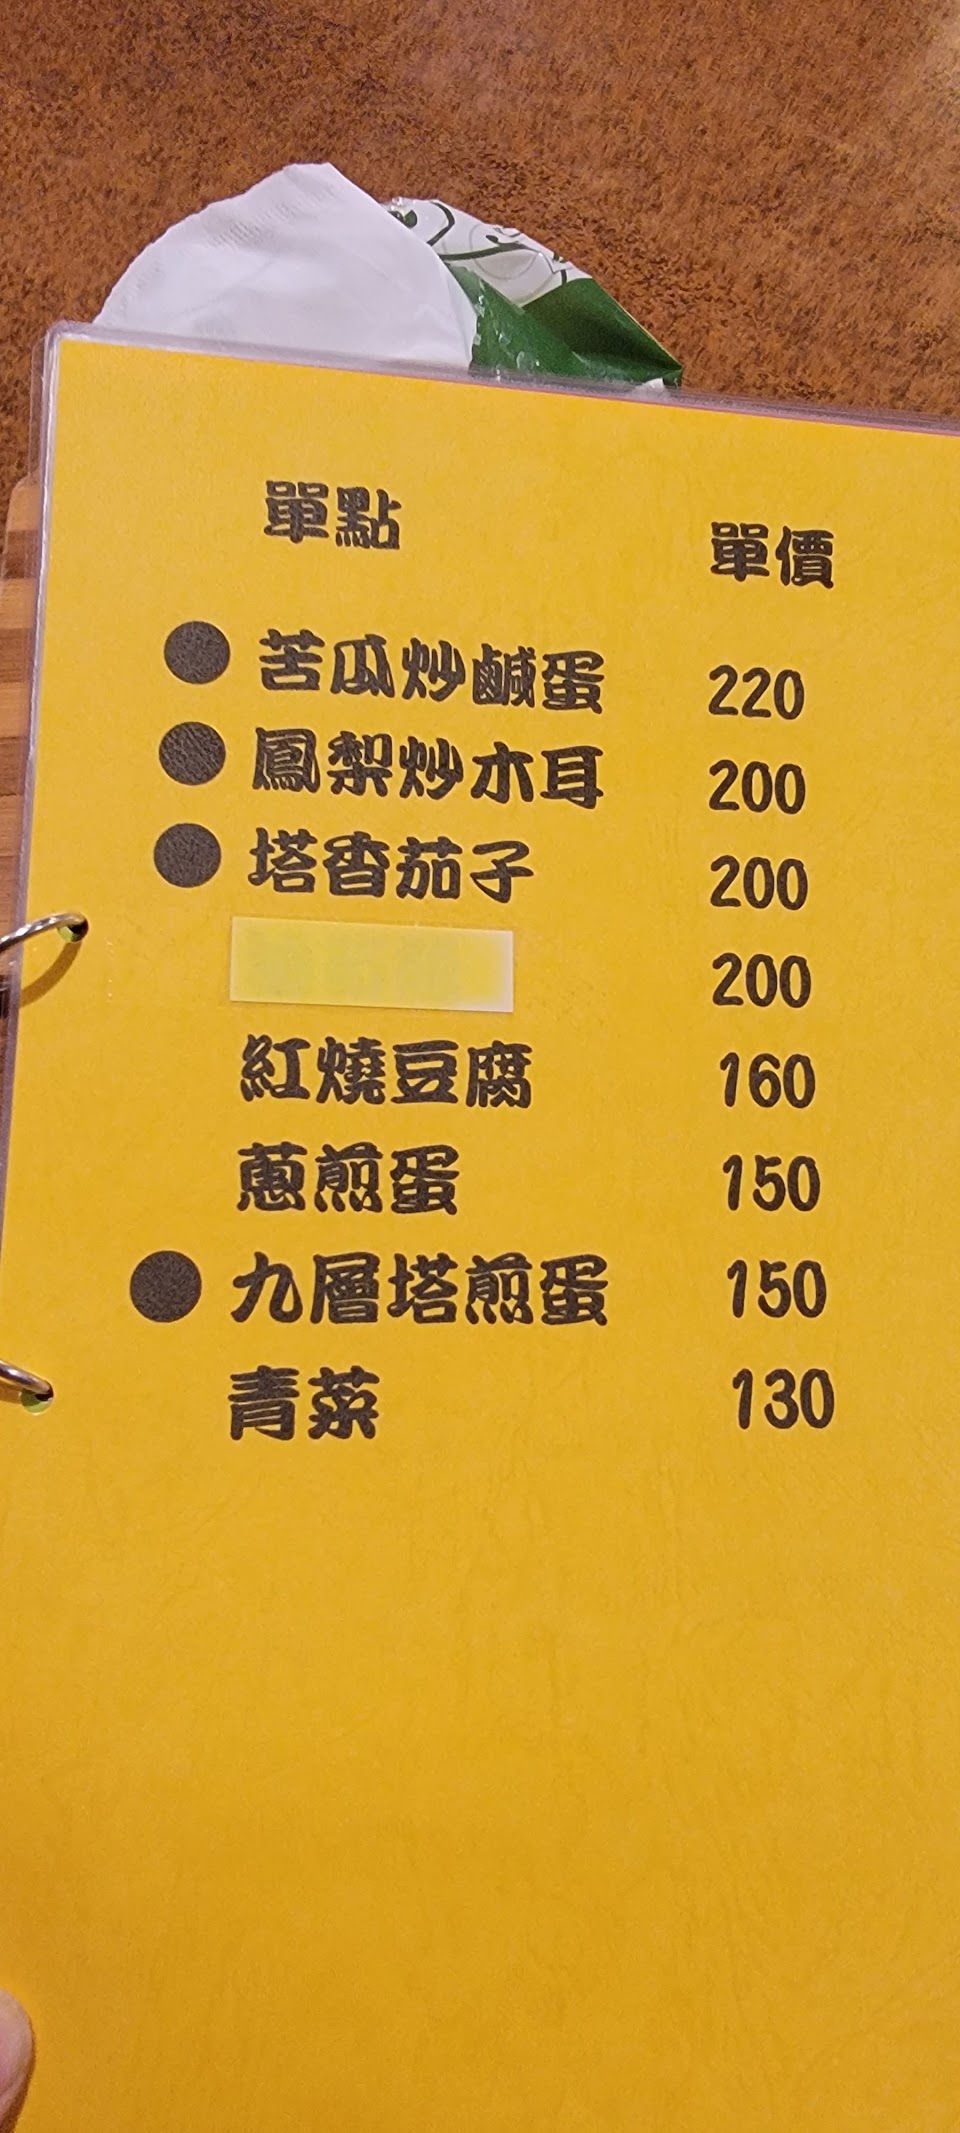 單點 單價
● 苦瓜炒鹹蛋 220
● 鳳梨炒木耳 200
● 塔香茄子 200
200
紅燒豆腐 160
蔥煎蛋 150
● 九層塔煎蛋 150
青菜 130